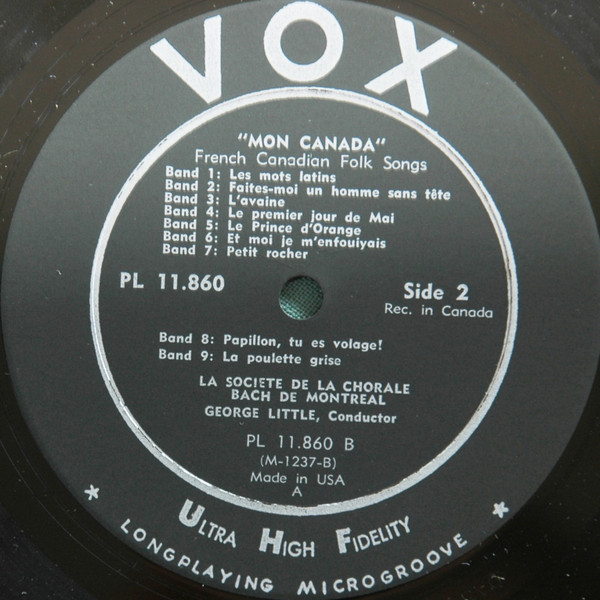 VOX
"MON CANADA"
French Canadian Folk Songs
Band 1: Les mots latins
Band 2: Faites-moi un homme sans tête
Band 3: L'avaine
Band 4: Le premier jour de Mai
Band 5: Le Prince d'Orange
Band 6: Et moi je m'enfouiyais
Band 7: Petit rocher
PL 11.860
Side 2
Rec. in Canada
Band 8: Papillon, tu es volage!
Band 9: La poulette grise
LA SOCIETE DE LA CHORALE
BACH DE MONTREAL
GEORGE LITTLE, Conductor
PL 11.860 B
(M-1237-B)
Made in USA
A
* ULTRA HIGH FIDELITY *
LONGPLAYING MICROGROOVE